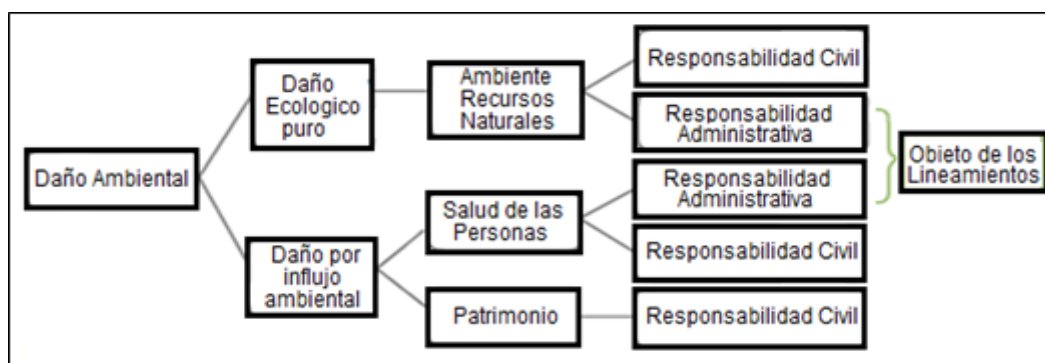 Daño Ambiental
Daño
Ecologico
puro
Daño por
influjo
ambiental
Ambiente
Recursos
Naturales
Salud de las
Personas
Patrimonio
Responsabilidad Civil
Responsabilidad
Administrativa
Responsabilidad
Administrativa
Responsabilidad Civil
Responsabilidad Civil
Obieto de los
Lineamientos